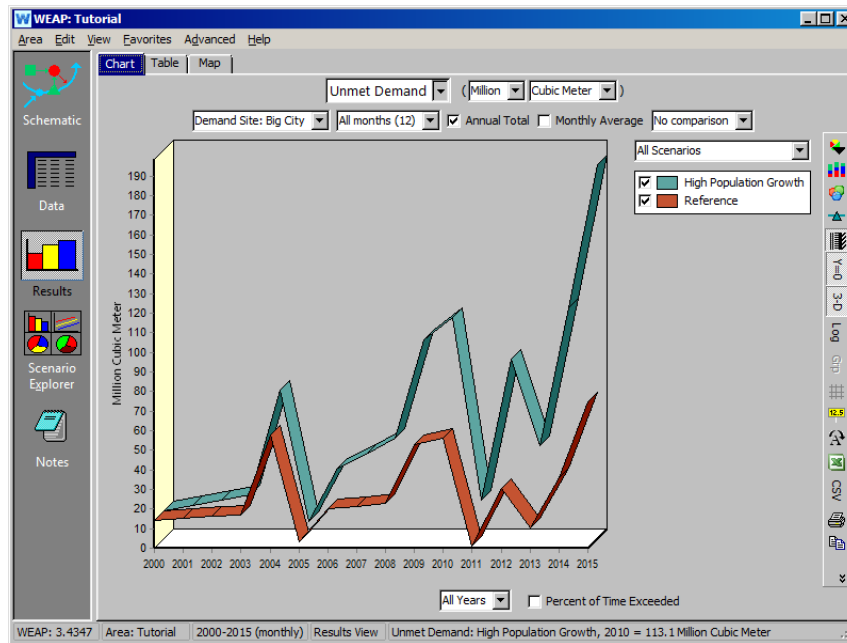 WEAP: Tutorial
Area Edit View Favorites Advanced Help
Chart Table Map
Schematic
Data
Results
Scenario
Explorer
Notes
Unmet Demand ( Million Cubic Meter )
Demand Site: Big City All months (12) Annual Total Monthly Average No comparison
All Scenarios
High Population Growth
Reference
Million Cubic Meter
190
180
170
160
150
140
130
120
110
100
90
80
70
60
50
40
30
20
10
0
2000 2001 2002 2003 2004 2005 2006 2007 2008 2009 2010 2011 2012 2013 2014 2015
Y=0
3-D
Log
Grp
12.5
CSV
All Years Percent of Time Exceeded
WEAP: 3.4347 Area: Tutorial 2000-2015 (monthly) Results View Unmet Demand: High Population Growth, 2010 = 113.1 Million Cubic Meter